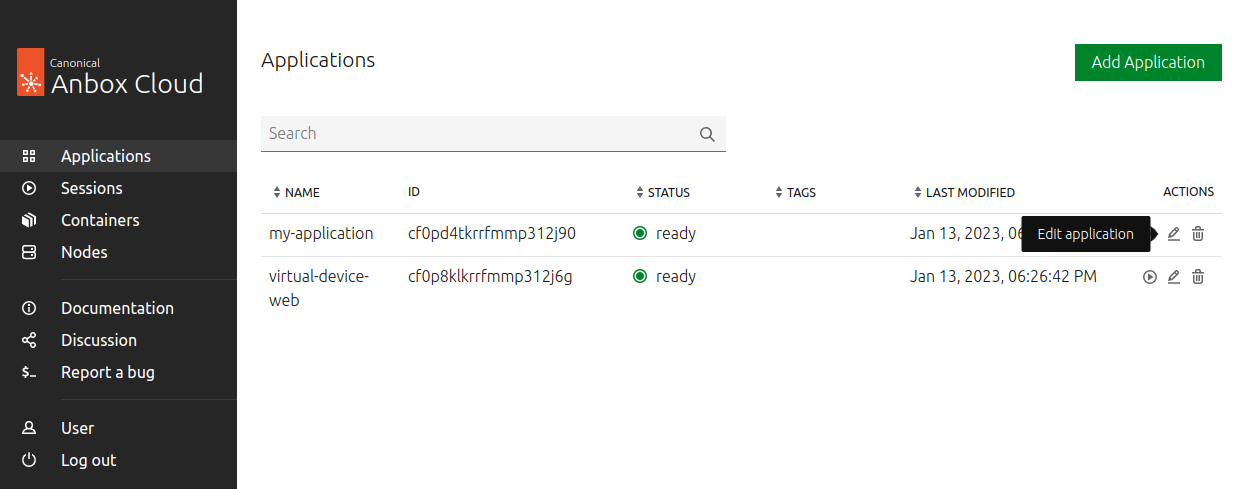 Canonical
Anbox Cloud
Applications
Sessions
Containers
Nodes
Documentation
Discussion
$_ Report a bug
User
Log out
Applications
Add Application
Search
NAME ID STATUS TAGS LAST MODIFIED ACTIONS
my-application cf0pd4tkrrfmmp312j90 ready Jan 13, 2023, 06 Edit application
virtual-device-web cf0p8klkrrfmmp312j6g ready Jan 13, 2023, 06:26:42 PM